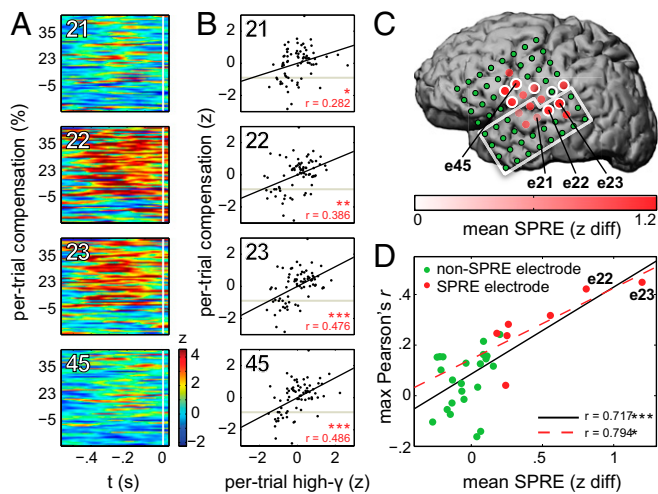 A
B
C
D
per-trial compensation (%)
21
35
23
-5
22
35
23
-5
23
35
23
-5
45
35
23
-5
z
4
2
0
-2
-.4
-.2
0
t (s)
per-trial compensation (z)
21
2
0
-2
*
r = 0.282
22
2
0
-2
**
r = 0.386
23
2
0
-2
***
r = 0.476
45
2
0
-2
***
r = 0.486
-2
0
2
per-trial high-γ (z)
e45
e21
e22
e23
0
1.2
mean SPRE (z diff)
max Pearson's r
.4
.2
0
-.2
non-SPRE electrode
SPRE electrode
e22
e23
r = 0.717***
r = 0.794*
0
.5
1
mean SPRE (z diff)